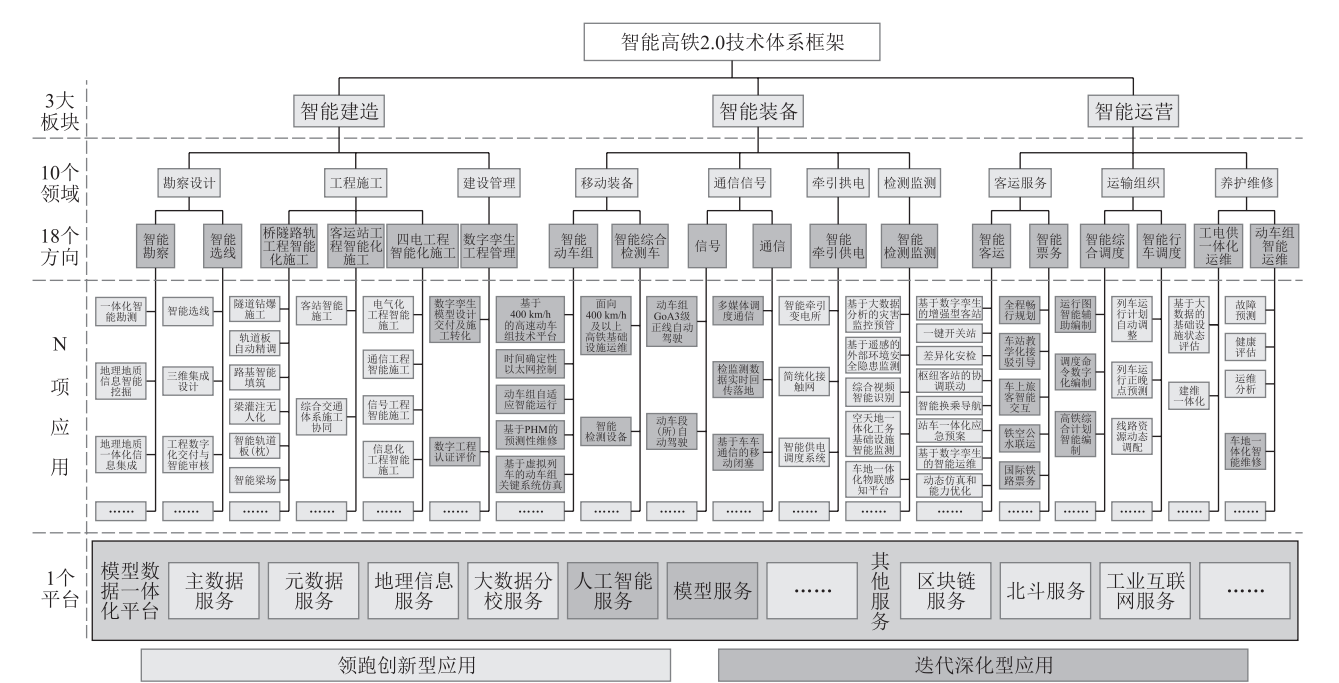 智能高铁2.0技术体系框架
3大
板块
智能建造
智能装备
智能运营
10个
领域
勘察设计
工程施工
建设管理
移动装备
通信信号
牵引拱电
检测监测
客运服务
运输组织
养护维修
18个
方向
智能
勘察
智能
选线
桥隧路轨
工程智能
化施工
客运站工
程智能化
施工
四电工程
智能化施工
数字孪生
工程管理
智能
动车组
智能综合
检测车
信号
通信
智能
牵引供电
智能
检测监测
智能
客运
智能
票务
智能综
合调度
智能行
车调度
工电供
一体化
运维
动车组
智能
运维
N
项
应
用
一体化智
能勘测
地理地质
信息智能
挖掘
地理地质
一体化信
息集成
……
智能选线
三维集成
设计
工程数字
化交付与
智能审核
……
隧道钻爆
施工
轨道板
自动精调
路基智能
填筑
梁灌注无
人化
智能轨道
板(枕)
智能梁场
……
客站智能
施工
综合交通
体系施工
协同
……
电气化
工程智能
施工
通信工程
智能施工
信号工程
智能施工
信息化
工程智能
施工
……
数字孪生
模型设计
交付及施
工转化
数字工程
认证评价
……
基于
400 km/h
的高速动车
组技术平台
时间确定性
以太网控制
动车组自适
应智能运行
基于PHM的
预测性维修
基于虚拟列
车的动车组
关键系统仿真
……
面向
400 km/h
及以上
高铁基础
设施运维
智能
检测设备
……
动车组
GoA3级
正线自动
驾驶
动车段
(所)自
动驾驶
……
多媒体调
度通信
检监测数
据实时回
传落地
基于车车
通信的移
动闭塞
……
智能牵引
变电所
简统化接
触网
智能供电
调度系统
……
基于大数据
分析的灾害
监控预管
基于遥感的
外部环境安
全隐患监测
综合视频
智能识别
空天地一
体化工务
基础设施
智能监测
车地一体
化物联感
知平台
……
基于数字孪生
的增强型客站
一键开关站
差异化安检
枢纽客站的协
调联动
智能换乘导航
站车一体化应
急预案
基于数字孪生
的智能运维
动态仿真和
能力优化
……
全程畅
行规划
车站教
学化接
驳引导
车上旅
客智能
交互
铁空公
水联运
国际铁
路票务
……
运行图
智能辅
助编制
调度命
令数字
化编制
高铁综
合计划
智能编
制
……
列车运
行计划
自动调
整
列车运
行正晚
点预测
线路资
源动态
调配
……
基于大
数据的
基础设
施状态
评估
建维
一体化
……
故障
预测
健康
评估
运维
分析
车地一体
化智能
维修
……
1个
平台
模型数
据一体
化平台
主数据
服务
元数据
服务
地理信息
服务
大数据分
校服务
人工智能
服务
模型服务
……
其
他
服
务
区块链
服务
北斗服务
工业互联
网服务
……
领跑创新型应用
迭代深化型应用